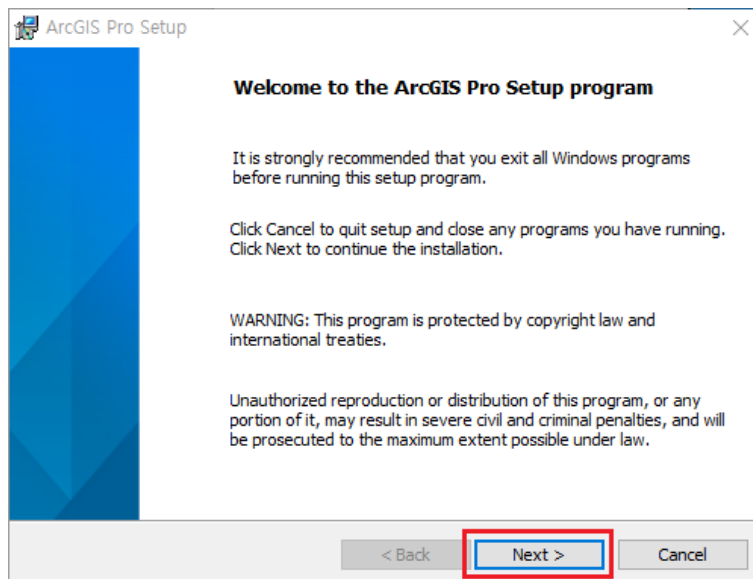 ArcGIS Pro Setup
Welcome to the ArcGIS Pro Setup program
It is strongly recommended that you exit all Windows programs
before running this setup program.
Click Cancel to quit setup and close any programs you have running.
Click Next to continue the installation.
WARNING: This program is protected by copyright law and
international treaties.
Unauthorized reproduction or distribution of this program, or any
portion of it, may result in severe civil and criminal penalties, and will
be prosecuted to the maximum extent possible under law.
< Back Next > Cancel